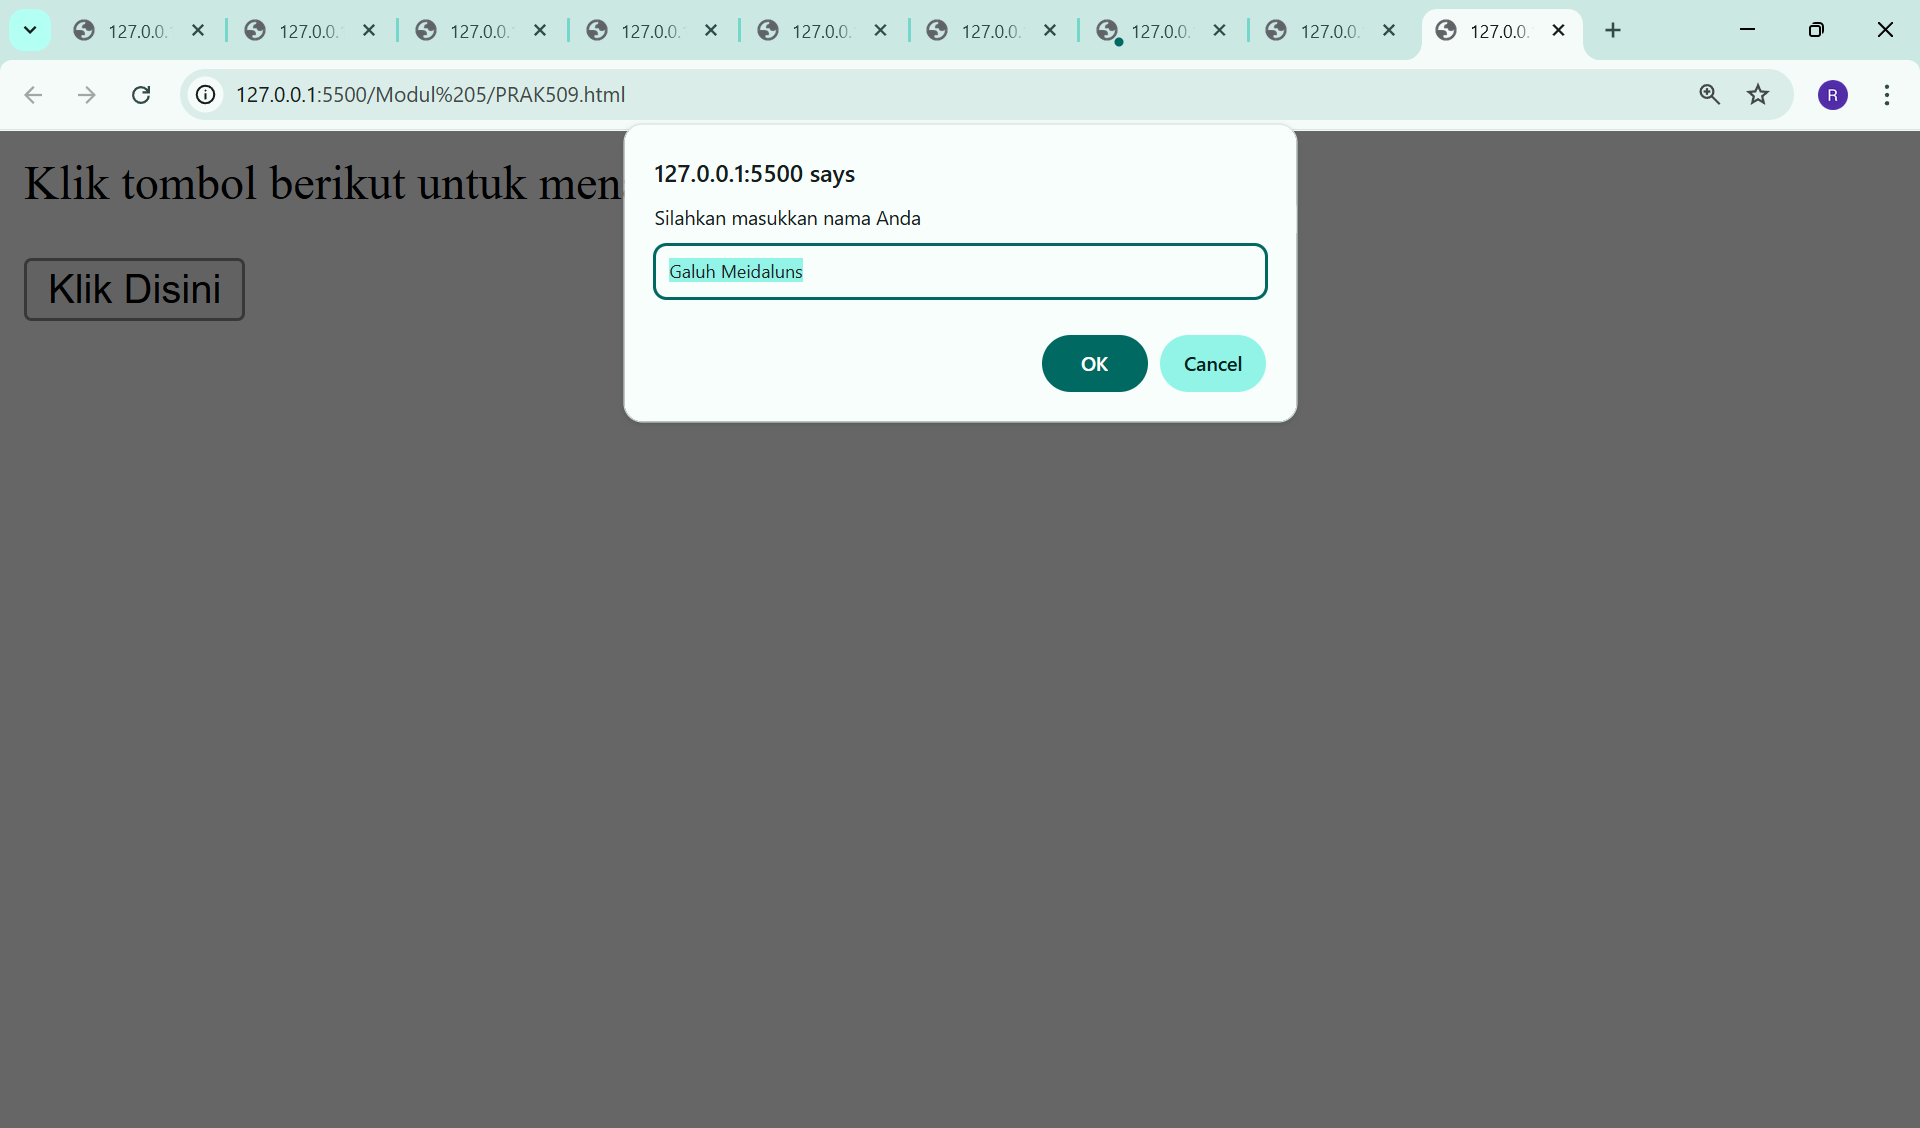 127.0.0. 127.0.0. 127.0.0. 127.0.0. 127.0.0. 127.0.0. 127.0.0. 127.0.0. 127.0.0.
127.0.0.1:5500/Modul%205/PRAK509.html
R
127.0.0.1:5500 says
Klik tombol berikut untuk
Silahkan masukkan nama Anda
Galuh Meidaluns
Klik Disini
OK Cancel